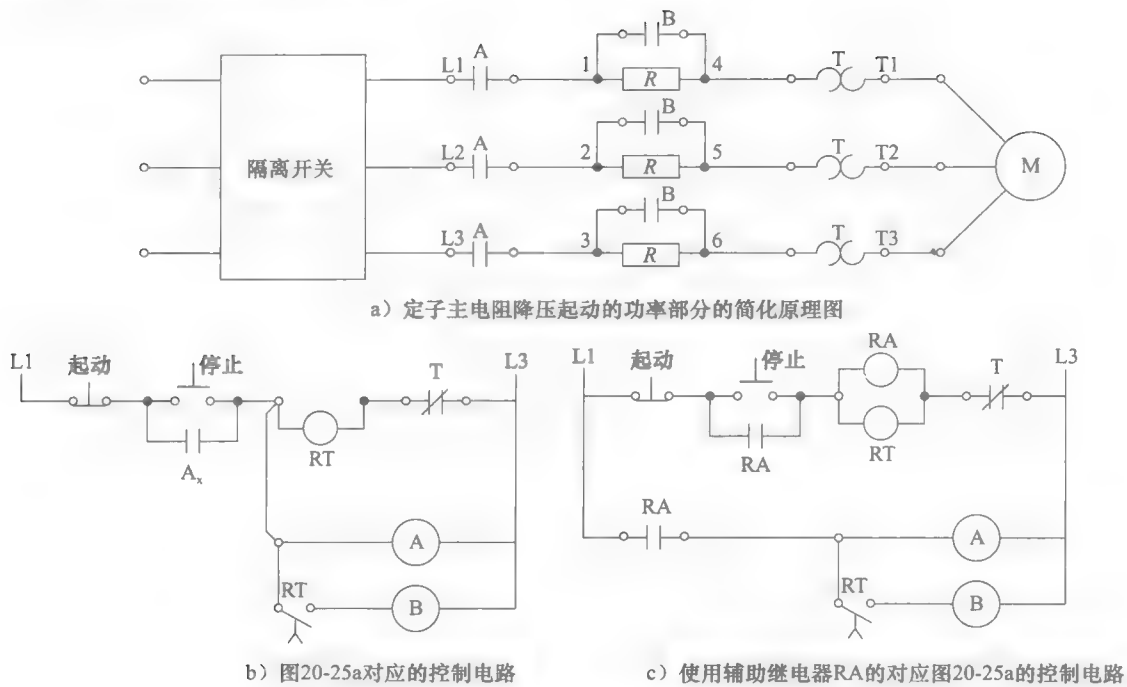 B
L1 A 1 4 T T1
R
B
隔离开关
L2 A 2 5 T T2
R
M
B
L3 A 3 6 T T3
R
a）定子主电阻降压起动的功率部分的简化原理图
L1 起动 停止 T L3
Aₓ
RT
A
RT
B
b）图20-25a对应的控制电路
L1 起动 停止 RA T L3
RA
RT
RA
A
RT
B
c）使用辅助继电器RA的对应图20-25a的控制电路